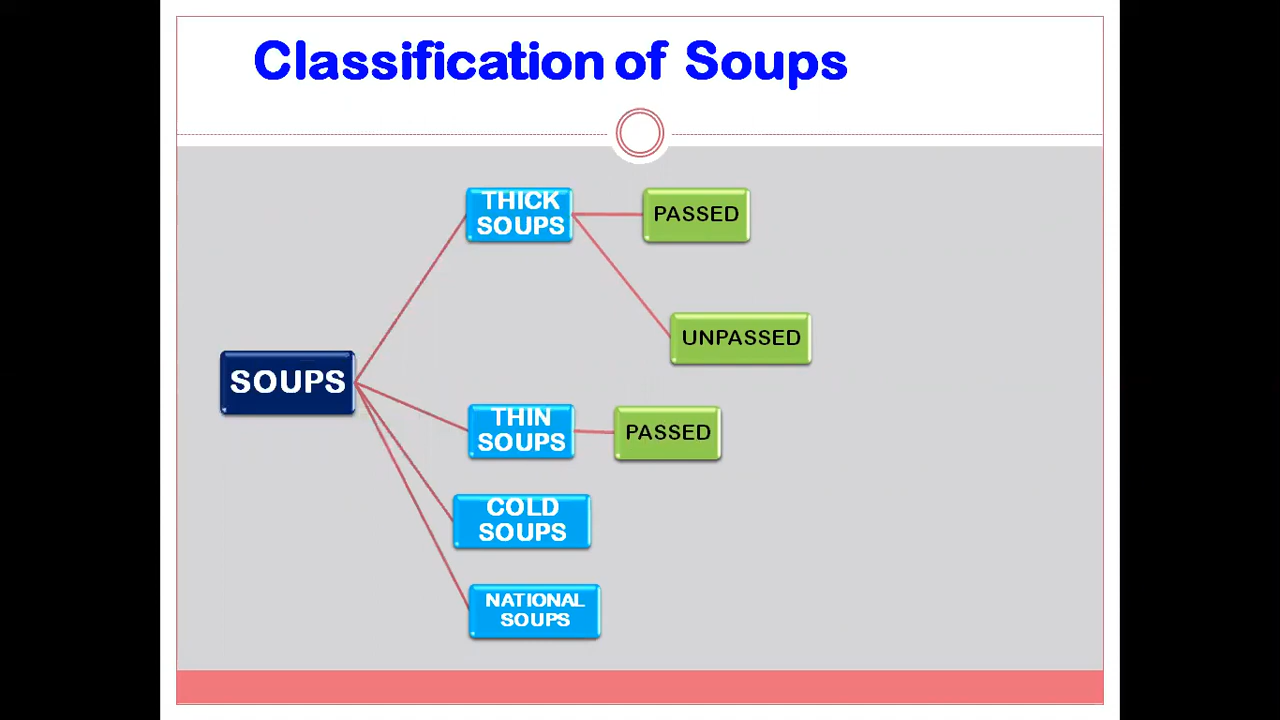 Classification of Soups
THICK
SOUPS
PASSED
UNPASSED
SOUPS
THIN
SOUPS
PASSED
COLD
SOUPS
NATIONAL
SOUPS